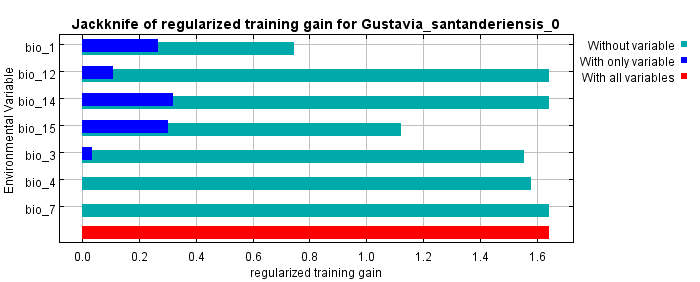 Jackknife of regularized training gain for Gustavia_santanderiensis_0
Environmental Variable
bio_1
bio_12
bio_14
bio_15
bio_3
bio_4
bio_7
Without variable
With only variable
With all variables
0.0 0.2 0.4 0.6 0.8 1.0 1.2 1.4 1.6
regularized training gain